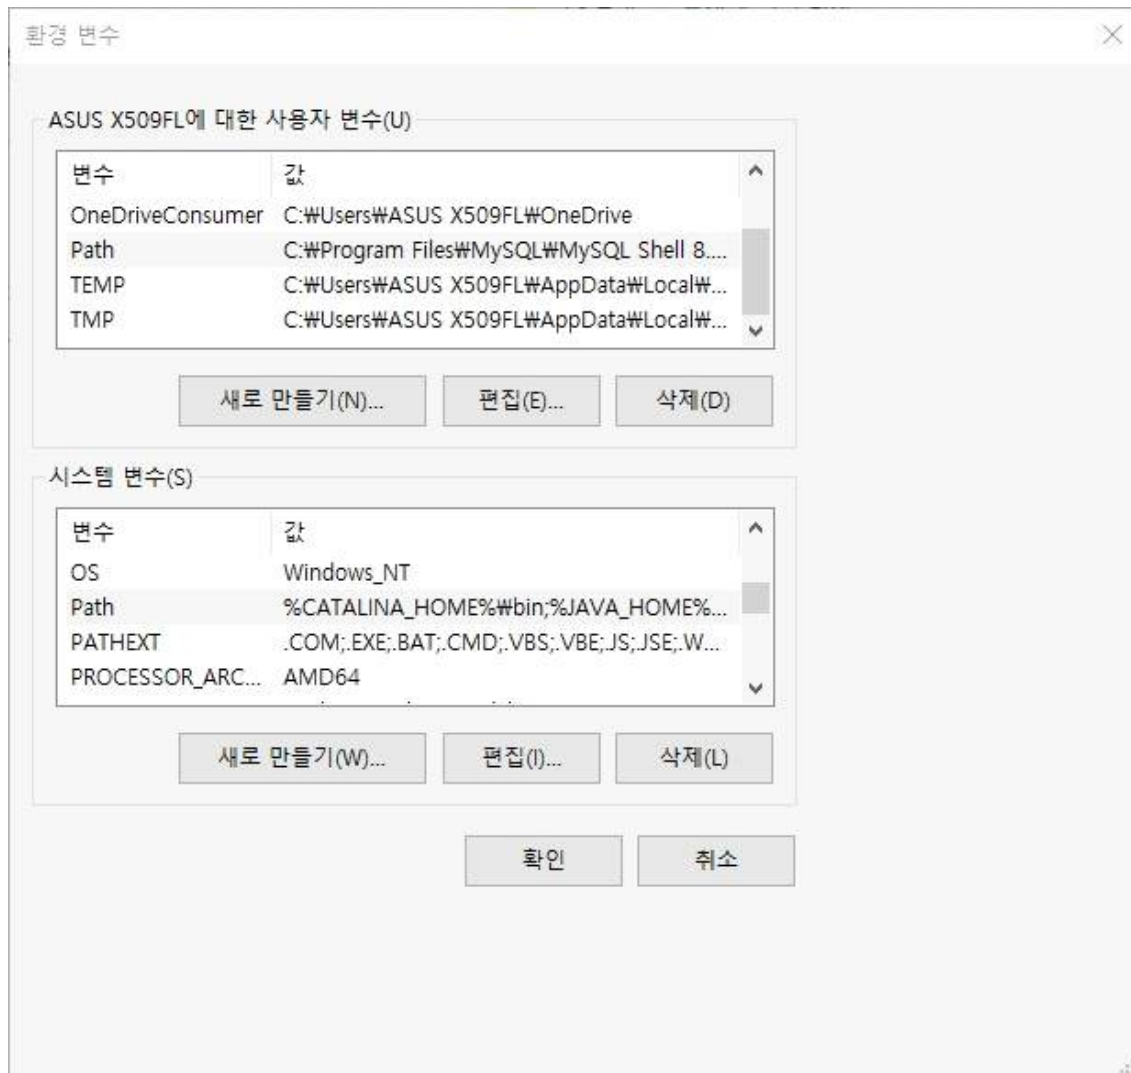 환경 변수
ASUS X509FL에 대한 사용자 변수(U)
변수 값
OneDriveConsumer C:₩Users₩ASUS X509FL₩OneDrive
Path C:₩Program Files₩MySQL₩MySQL Shell 8....
TEMP C:₩Users₩ASUS X509FL₩AppData₩Local₩...
TMP C:₩Users₩ASUS X509FL₩AppData₩Local₩...
새로 만들기(N)... 편집(E)... 삭제(D)
시스템 변수(S)
변수 값
OS Windows_NT
Path %CATALINA_HOME%₩bin;%JAVA_HOME%...
PATHEXT .COM;.EXE;.BAT;.CMD;.VBS;.VBE;.JS;.JSE;.W...
PROCESSOR_ARC... AMD64
새로 만들기(W)... 편집(I)... 삭제(L)
확인 취소